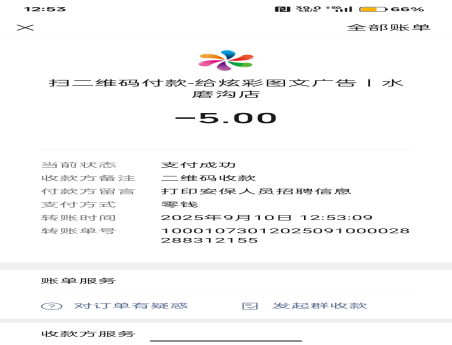 12:53
66%
全部账单
扫二维码付款-给炫彩图文广告丨水
磨沟店
-5.00
当前状态 支付成功
收款方备注 二维码收款
付款方留言 打印安保人员招聘信息
支付方式 零钱
转账时间 2025年9月10日 12:53:09
转账单号 10001073012025091000028
288312155
账单服务
对订单有疑惑 发起群收款
收款方服务